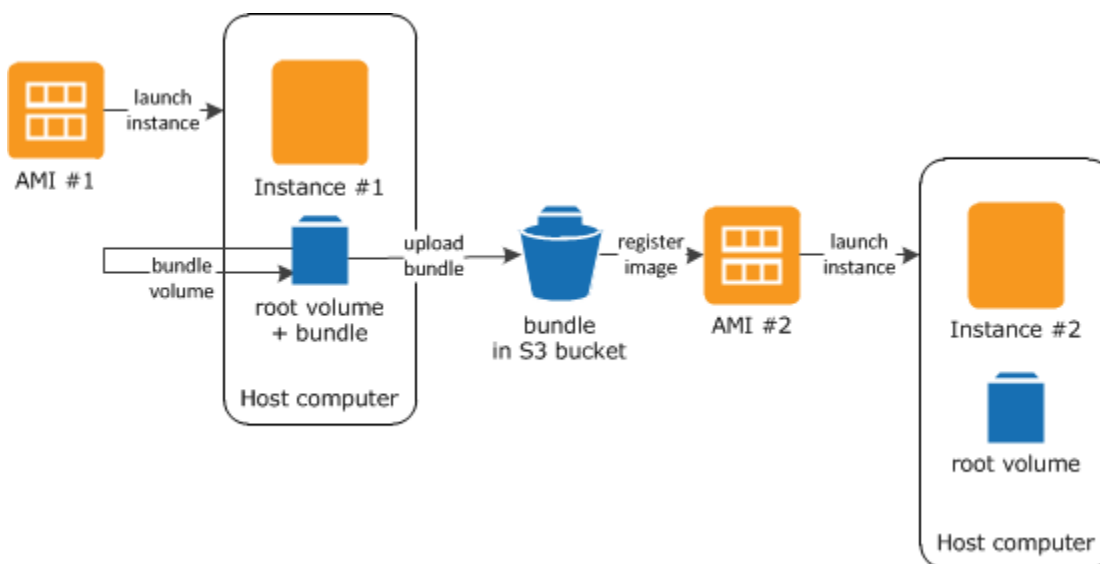 launch
instance
AMI #1
Instance #1
bundle
volume
root volume
+ bundle
Host computer
upload
bundle
bundle
in S3 bucket
register
image
AMI #2
launch
instance
Instance #2
root volume
Host computer